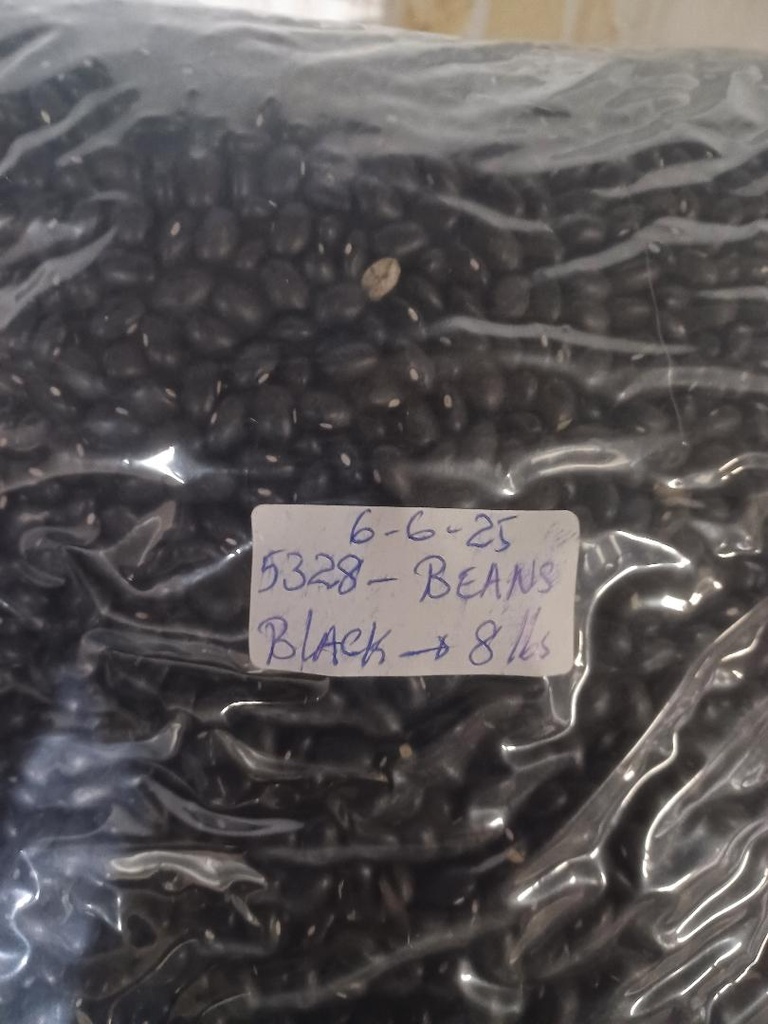 6-6-25
5328 - BEANS
BlACK → 8 lbs